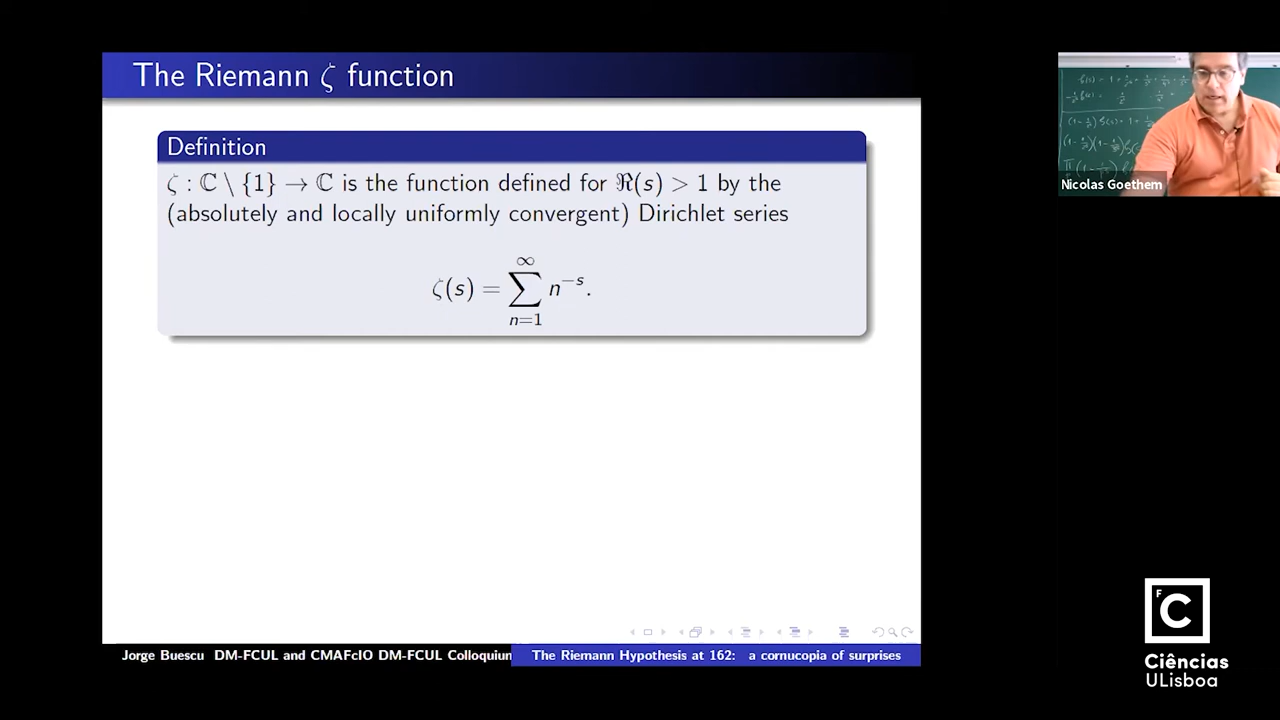 The Riemann ζ function
Definition
ζ : ℂ \ {1} → ℂ is the function defined for ℜ(s) > 1 by the
(absolutely and locally uniformly convergent) Dirichlet series
∞
ζ(s) = ∑ n⁻ˢ.
n=1
Jorge Buescu DM-FCUL and CMAFcIO DM-FCUL Colloquium
The Riemann Hypothesis at 162: a cornucopia of surprises
Nicolas Goethem
F
C
Ciências
ULisboa